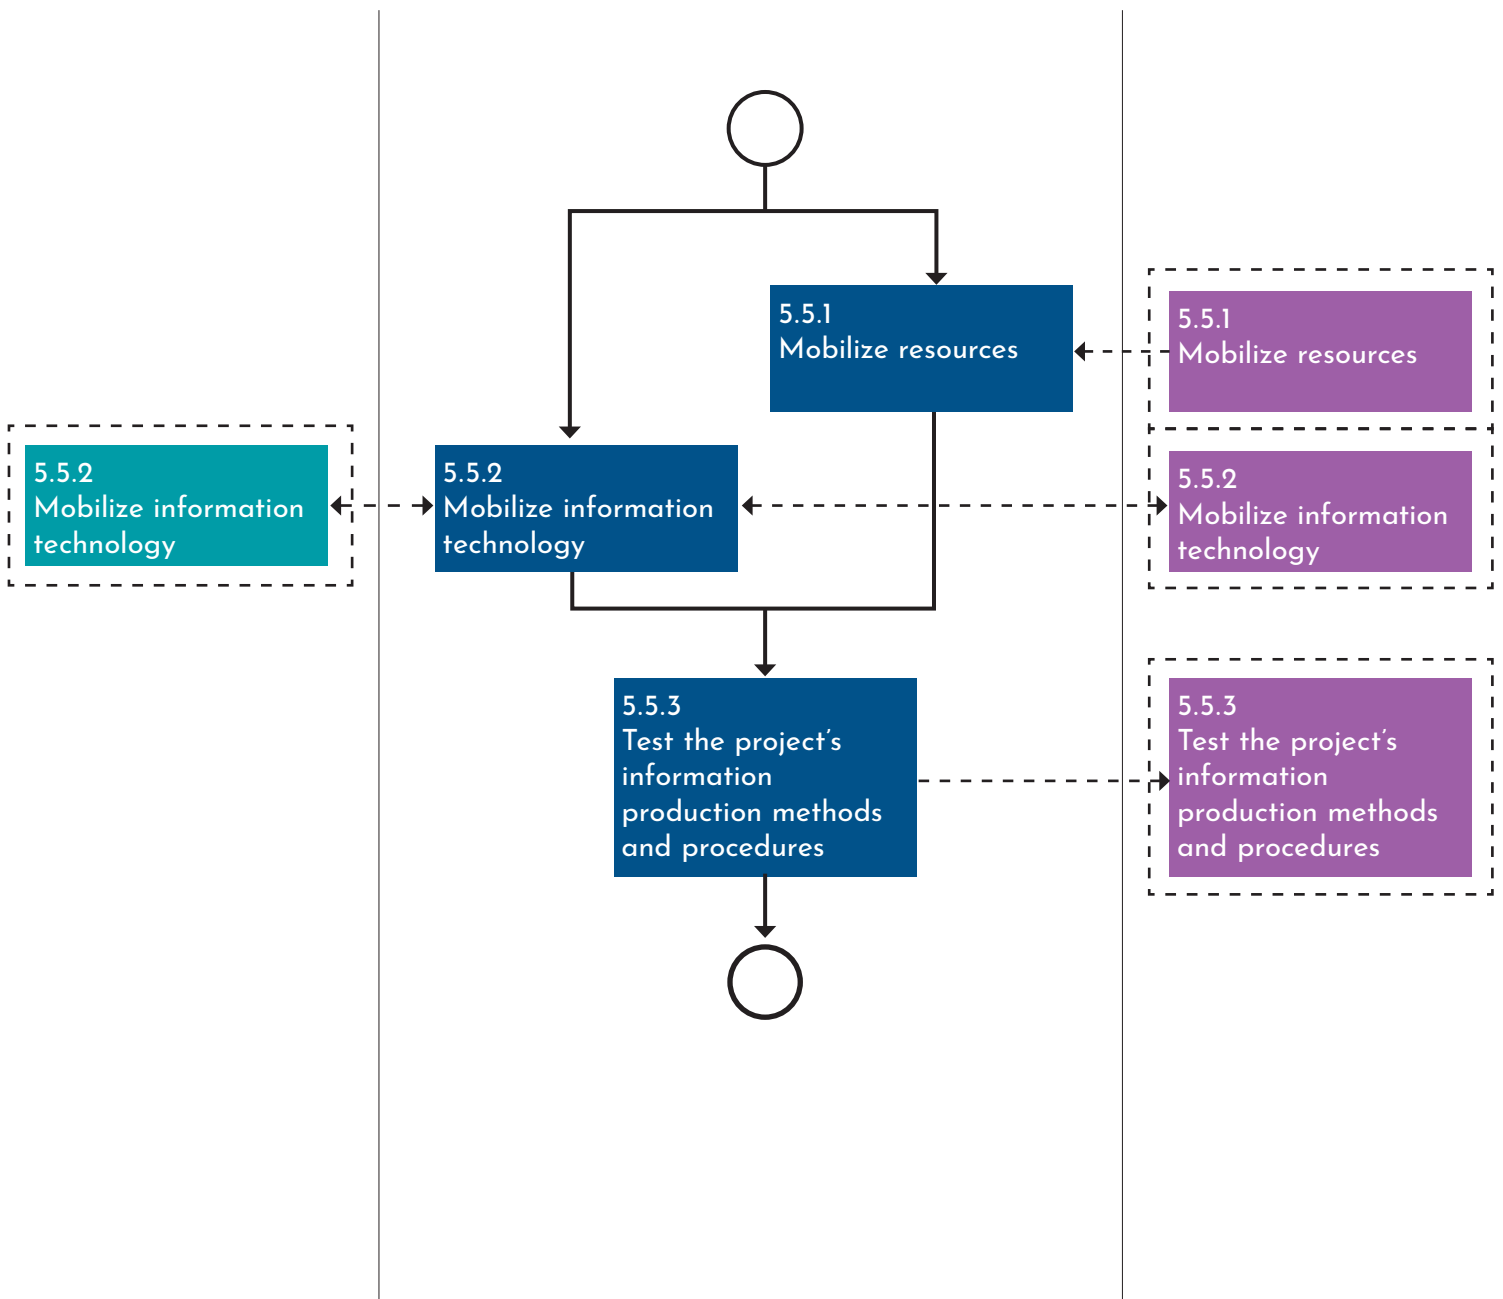 5.5.1
Mobilize resources
5.5.1
Mobilize resources
5.5.2
Mobilize information
technology
5.5.2
Mobilize information
technology
5.5.2
Mobilize information
technology
5.5.3
Test the project’s
information
production methods
and procedures
5.5.3
Test the project’s
information
production methods
and procedures